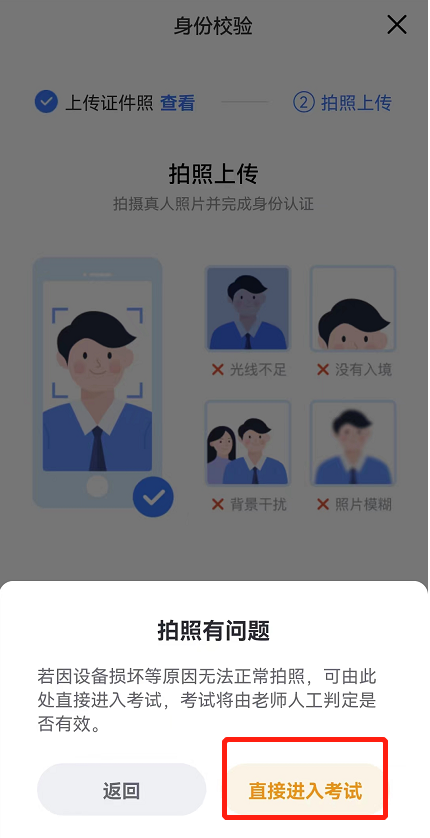 身份校验
上传证件照 查看
② 拍照上传
拍照上传
拍摄真人照片并完成身份认证
光线不足
没有入境
背景干扰
照片模糊
拍照有问题
若因设备损坏等原因无法正常拍照，可由此
处直接进入考试，考试将由老师人工判定是
否有效。
返回
直接进入考试